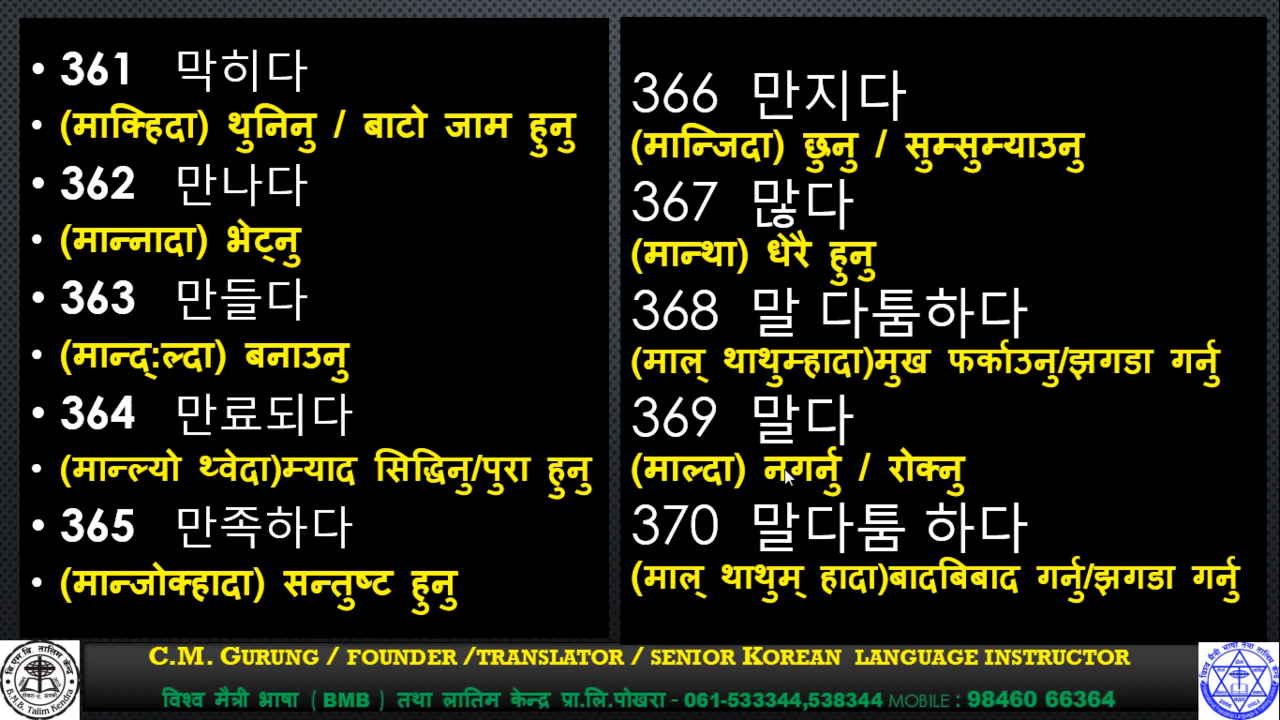 361 막히다
(माक्हिदा) थुनिनु / बाटो जाम हुनु
362 만나다
(मान्नादा) भेट्नु
363 만들다
(मान्द्:ल्दा) बनाउनु
364 만료되다
(मान्ल्यो थ्वेदा)म्याद सिद्धिनु/पुरा हुनु
365 만족하다
(मान्जोक्हादा) सन्तुष्ट हुनु
366 만지다
(मान्जिदा) छुनु / सुम्सुम्याउनु
367 많다
(मान्था) धेरै हुनु
368 말 다툼하다
(माल् थाथुम्हादा)मुख फर्काउनु/झगडा गर्नु
369 말다
(माल्दा) नगर्नु / रोक्नु
370 말다툼 하다
(माल् थाथुम् हादा)बादबिबाद गर्नु/झगडा गर्नु
C.M. GURUNG / FOUNDER /TRANSLATOR / SENIOR KOREAN LANGUAGE INSTRUCTOR
विश्व मैत्री भाषा ( BMB ) तथा लातिम केन्द्र प्रा.लि.पोखरा - 061-533344,538344 MOBILE : 98460 66364
B.M.B. Talim Kendra